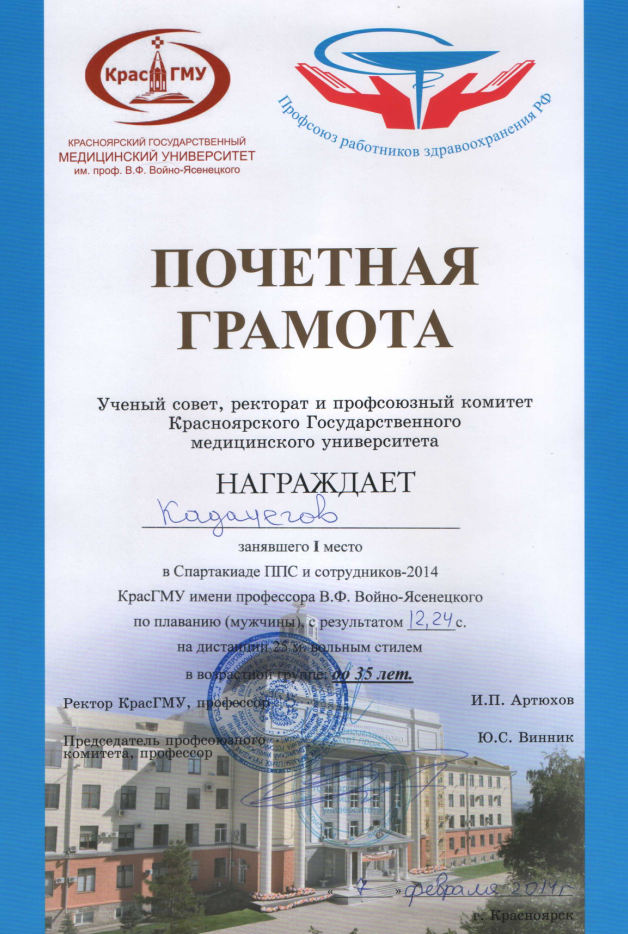 Крас ГМУ
КРАСНОЯРСКИЙ ГОСУДАРСТВЕННЫЙ
МЕДИЦИНСКИЙ УНИВЕРСИТЕТ
им. проф. В.Ф. Войно-Ясенецкого
Профсоюз работников здравоохранения РФ
ПОЧЕТНАЯ
ГРАМОТА
Ученый совет, ректорат и профсоюзный комитет
Красноярского Государственного
медицинского университета
НАГРАЖДАЕТ
занявшего I место
в Спартакиаде ППС и сотрудников-2014
КрасГМУ имени профессора В.Ф. Войно-Ясенецкого
по плаванию (мужчины), с результатом 12,24 с.
на дистанции 25 м. вольным стилем
в возрастной группе: до 35 лет.
Ректор КрасГМУ, профессор И.П. Артюхов
Председатель профсоюзного Ю.С. Винник
комитета, профессор
« 7 » февраля 2014 г
г. Красноярск